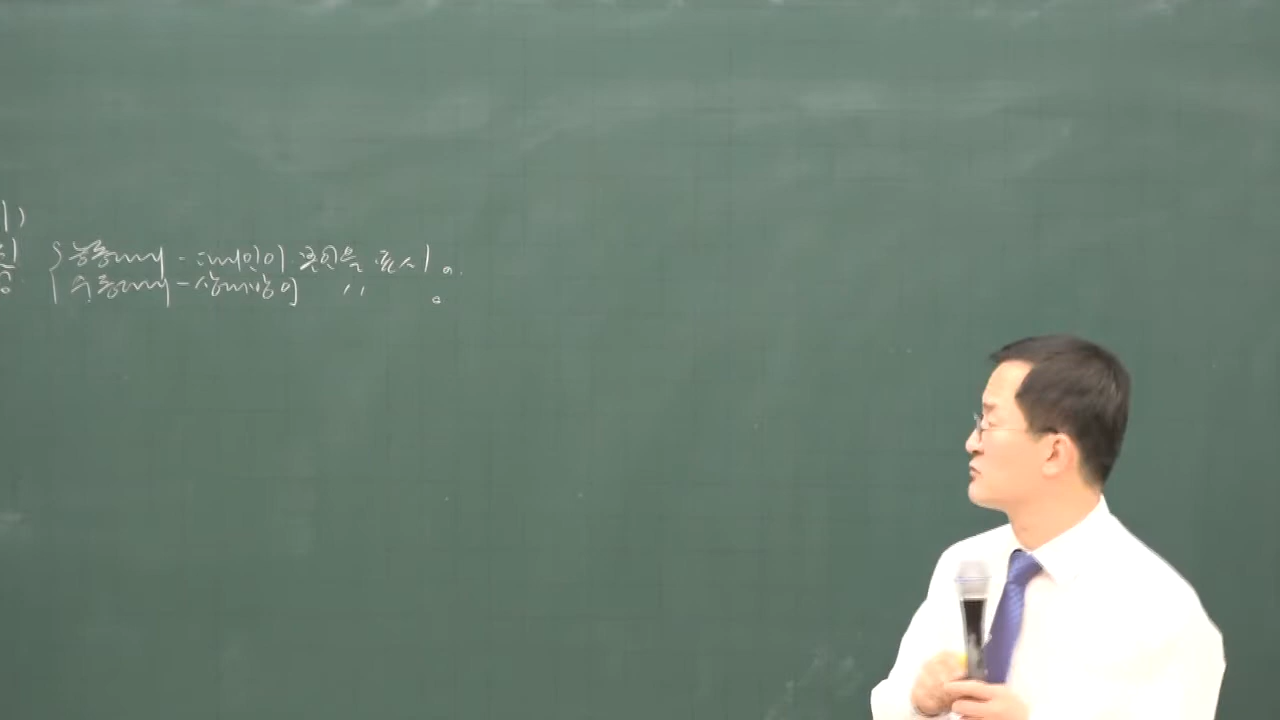 능동대리 - 대리인이 본인을 표시.
수동대리 - 상대방이 〃 .